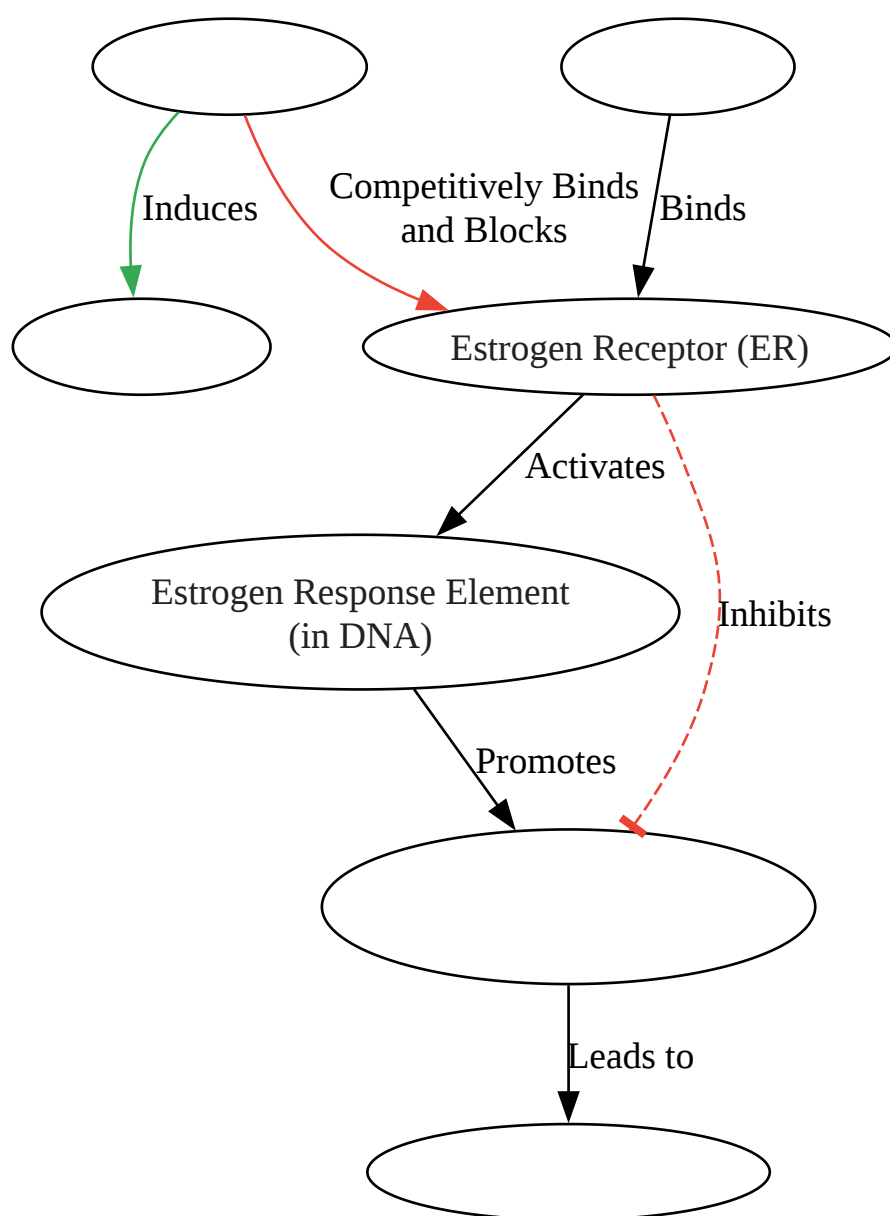 Induces
Competitively Binds
and Blocks
Binds
Estrogen Receptor (ER)
Activates
Estrogen Response Element
(in DNA)
Inhibits
Promotes
Leads to